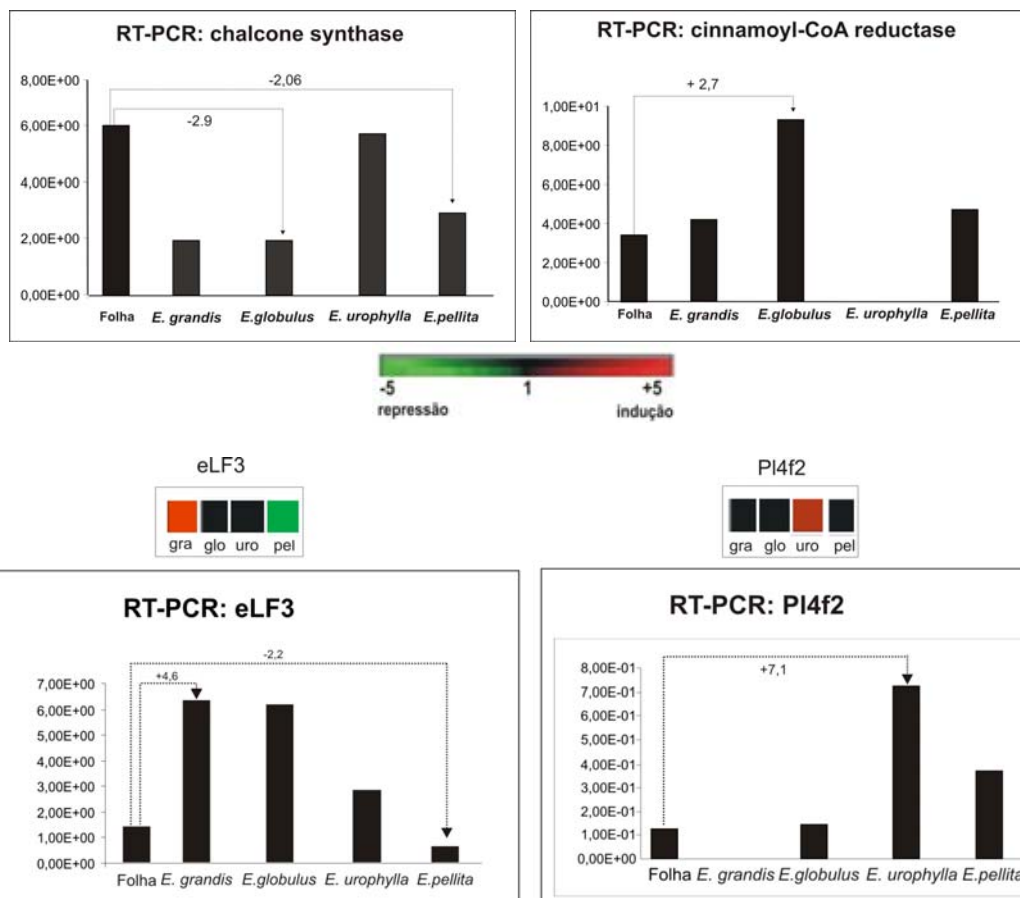 RT-PCR: chalcone synthase
8,00E+00
6,00E+00
4,00E+00
2,00E+00
0,00E+00
-2,06
-2.9
Folha E. grandis E.globulus E. urophylla E.pellita
RT-PCR: cinnamoyl-CoA reductase
1,00E+01
8,00E+00
6,00E+00
4,00E+00
2,00E+00
0,00E+00
+ 2,7
Folha E. grandis E.globulus E. urophylla E.pellita
-5 1 +5
repressão indução
eLF3
gra glo uro pel
PI4f2
gra glo uro pel
RT-PCR: eLF3
-2,2
+4,6
7,00E+00
6,00E+00
5,00E+00
4,00E+00
3,00E+00
2,00E+00
1,00E+00
0,00E+00
Folha E. grandis E.globulus E. urophylla E.pellita
RT-PCR: PI4f2
+7,1
8,00E-01
7,00E-01
6,00E-01
5,00E-01
4,00E-01
3,00E-01
2,00E-01
1,00E-01
0,00E+00
Folha E. grandis E.globulus E. urophylla E.pellita